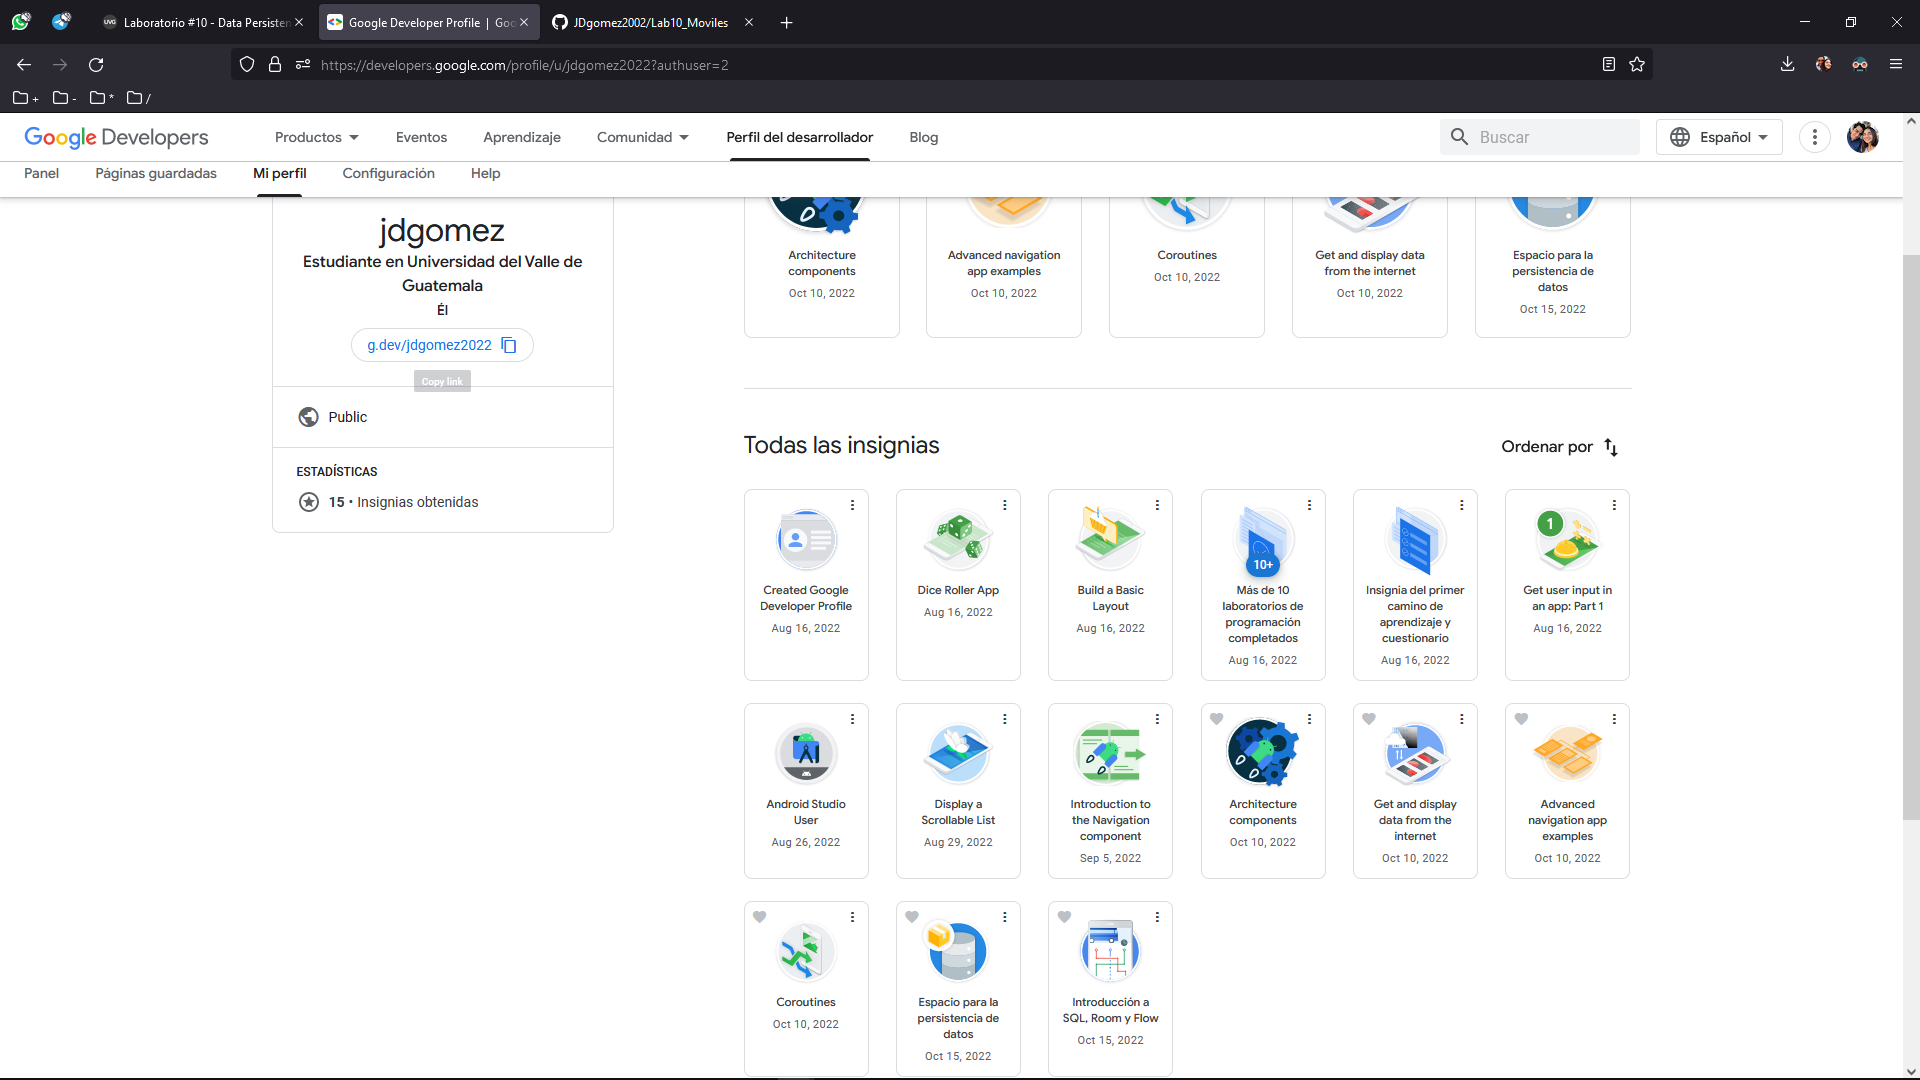 Laboratorio #10 - Data Persisten
Google Developer Profile | Goo
JDgomez2002/Lab10_Moviles
https://developers.google.com/profile/u/jdgomez2022?authuser=2
+
-
*
/
Google Developers
Productos
Eventos
Aprendizaje
Comunidad
Perfil del desarrollador
Blog
Buscar
Español
Panel
Páginas guardadas
Mi perfil
Configuración
Help
jdgomez
Estudiante en Universidad del Valle de
Guatemala
Él
g.dev/jdgomez2022
Copy link
Public
ESTADÍSTICAS
15 • Insignias obtenidas
Architecture
components
Oct 10, 2022
Advanced navigation
app examples
Oct 10, 2022
Coroutines
Oct 10, 2022
Get and display data
from the internet
Oct 10, 2022
Espacio para la
persistencia de
datos
Oct 15, 2022
Todas las insignias
Ordenar por
Created Google
Developer Profile
Aug 16, 2022
Dice Roller App
Aug 16, 2022
Build a Basic
Layout
Aug 16, 2022
10+
Más de 10
laboratorios de
programación
completados
Aug 16, 2022
Insignia del primer
camino de
aprendizaje y
cuestionario
Aug 16, 2022
1
Get user input in
an app: Part 1
Aug 16, 2022
Android Studio
User
Aug 26, 2022
Display a
Scrollable List
Aug 29, 2022
Introduction to
the Navigation
component
Sep 5, 2022
Architecture
components
Oct 10, 2022
Get and display
data from the
internet
Oct 10, 2022
Advanced
navigation app
examples
Oct 10, 2022
Coroutines
Oct 10, 2022
Espacio para la
persistencia de
datos
Oct 15, 2022
Introducción a
SQL, Room y Flow
Oct 15, 2022